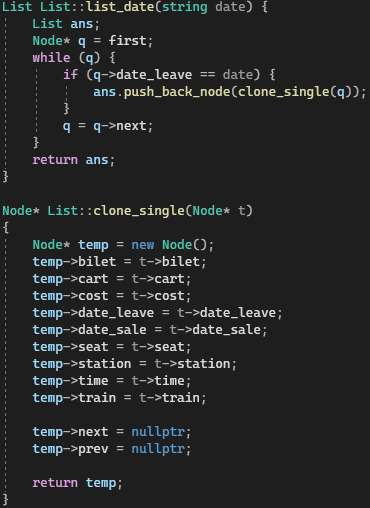 List List::list_date(string date) {
    List ans;
    Node* q = first;
    while (q) {
        if (q->date_leave == date) {
            ans.push_back_node(clone_single(q));
        }
        q = q->next;
    }
    return ans;
}

Node* List::clone_single(Node* t)
{
    Node* temp = new Node();
    temp->bilet = t->bilet;
    temp->cart = t->cart;
    temp->cost = t->cost;
    temp->date_leave = t->date_leave;
    temp->date_sale = t->date_sale;
    temp->seat = t->seat;
    temp->station = t->station;
    temp->time = t->time;
    temp->train = t->train;

    temp->next = nullptr;
    temp->prev = nullptr;

    return temp;
}